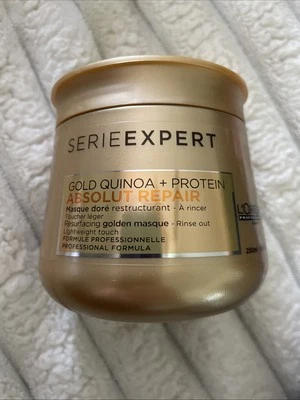 SERIEEXPERT
GOLD QUINOA + PROTEIN
ABSOLUT REPAIR
Masque doré restructurant - À rincer
Toucher léger
Resurfacing golden masque - Rinse out
Lightweight touch
FORMULE PROFESSIONNELLE
PROFESSIONAL FORMULA